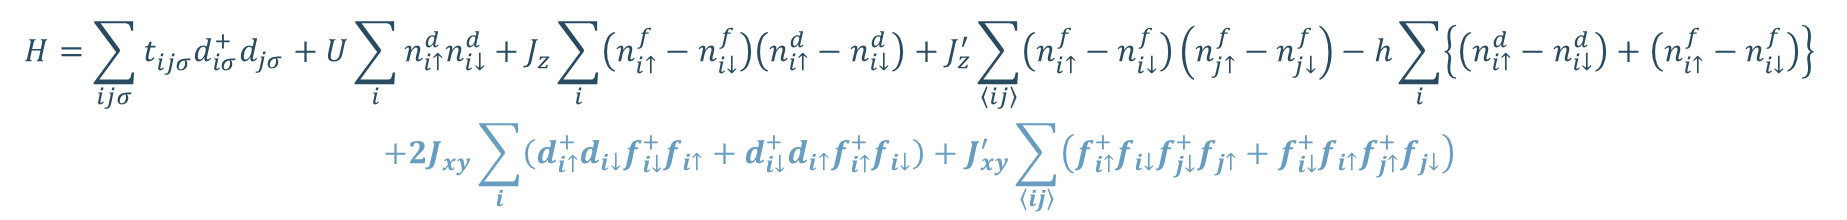 H = ∑_{ijσ} t_{ijσ} d⁺_{iσ} d_{jσ} + U ∑_i n^d_{i↑} n^d_{i↓} + J_z ∑_i (n^f_{i↑} − n^f_{i↓})(n^d_{i↑} − n^d_{i↓}) + J′_z ∑_{⟨ij⟩} (n^f_{i↑} − n^f_{i↓}) (n^f_{j↑} − n^f_{j↓}) − h ∑_i {(n^d_{i↑} − n^d_{i↓}) + (n^f_{i↑} − n^f_{i↓})}
+2J_{xy} ∑_i (d⁺_{i↑} d_{i↓} f⁺_{i↓} f_{i↑} + d⁺_{i↓} d_{i↑} f⁺_{i↑} f_{i↓}) + J′_{xy} ∑_{⟨ij⟩} (f⁺_{i↑} f_{i↓} f⁺_{j↓} f_{j↑} + f⁺_{i↓} f_{i↑} f⁺_{j↑} f_{j↓})